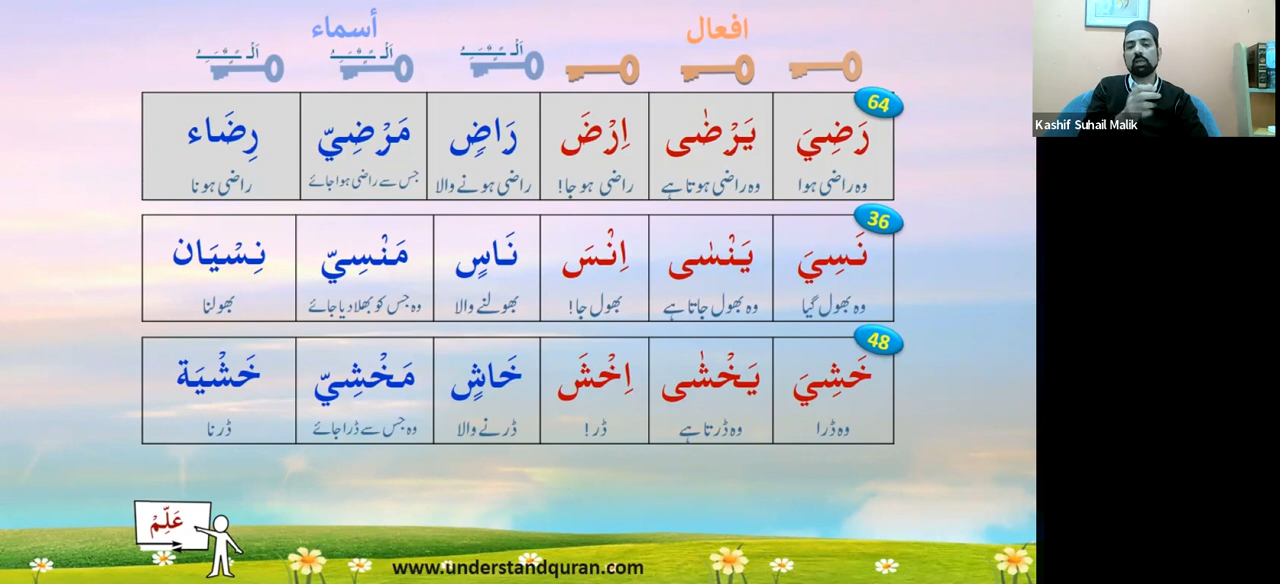 افعال أسماء
اَلْـ اَلْـ اَلْـ
64
رَضِيَ يَرْضٰى اِرْضَ رَاضٍ مَرْضِيّ رِضَاء
وہ راضی ہوا وہ راضی ہوتا ہے راضی ہو جا! راضی ہونے والا جس سے راضی ہوا جائے راضی ہونا
36
نَسِيَ يَنْسٰى اِنْسَ نَاسٍ مَنْسِيّ نِسْيَان
وہ بھول گیا وہ بھول جاتا ہے بھول جا! بھولنے والا وہ جس کو بھلا دیا جائے بھولنا
48
خَشِيَ يَخْشٰى اِخْشَ خَاشٍ مَخْشِيّ خَشْيَة
وہ ڈرا وہ ڈرتا ہے ڈر! ڈرنے والا وہ جس سے ڈرا جائے ڈرنا
عَلِّمْ
www.understandquran.com
Kashif Suhail Malik